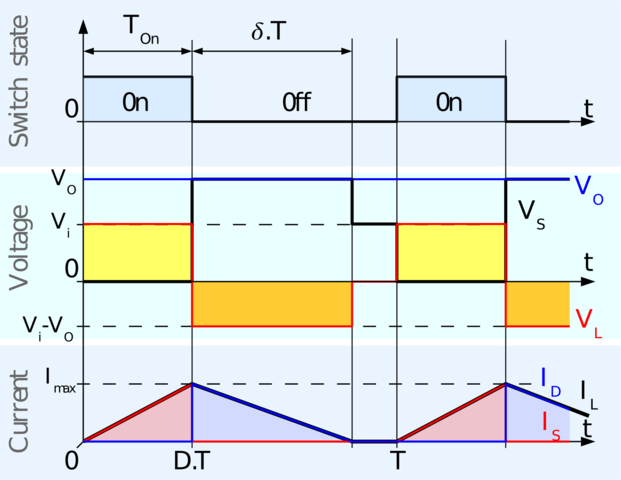 Switch state
T_On
δ.T
0
0n
0ff
0n
t
Voltage
V_O
V_O
V_S
V_i
0
t
V_i-V_O
V_L
Current
I_max
I_D
I_L
I_S
t
0
D.T
T